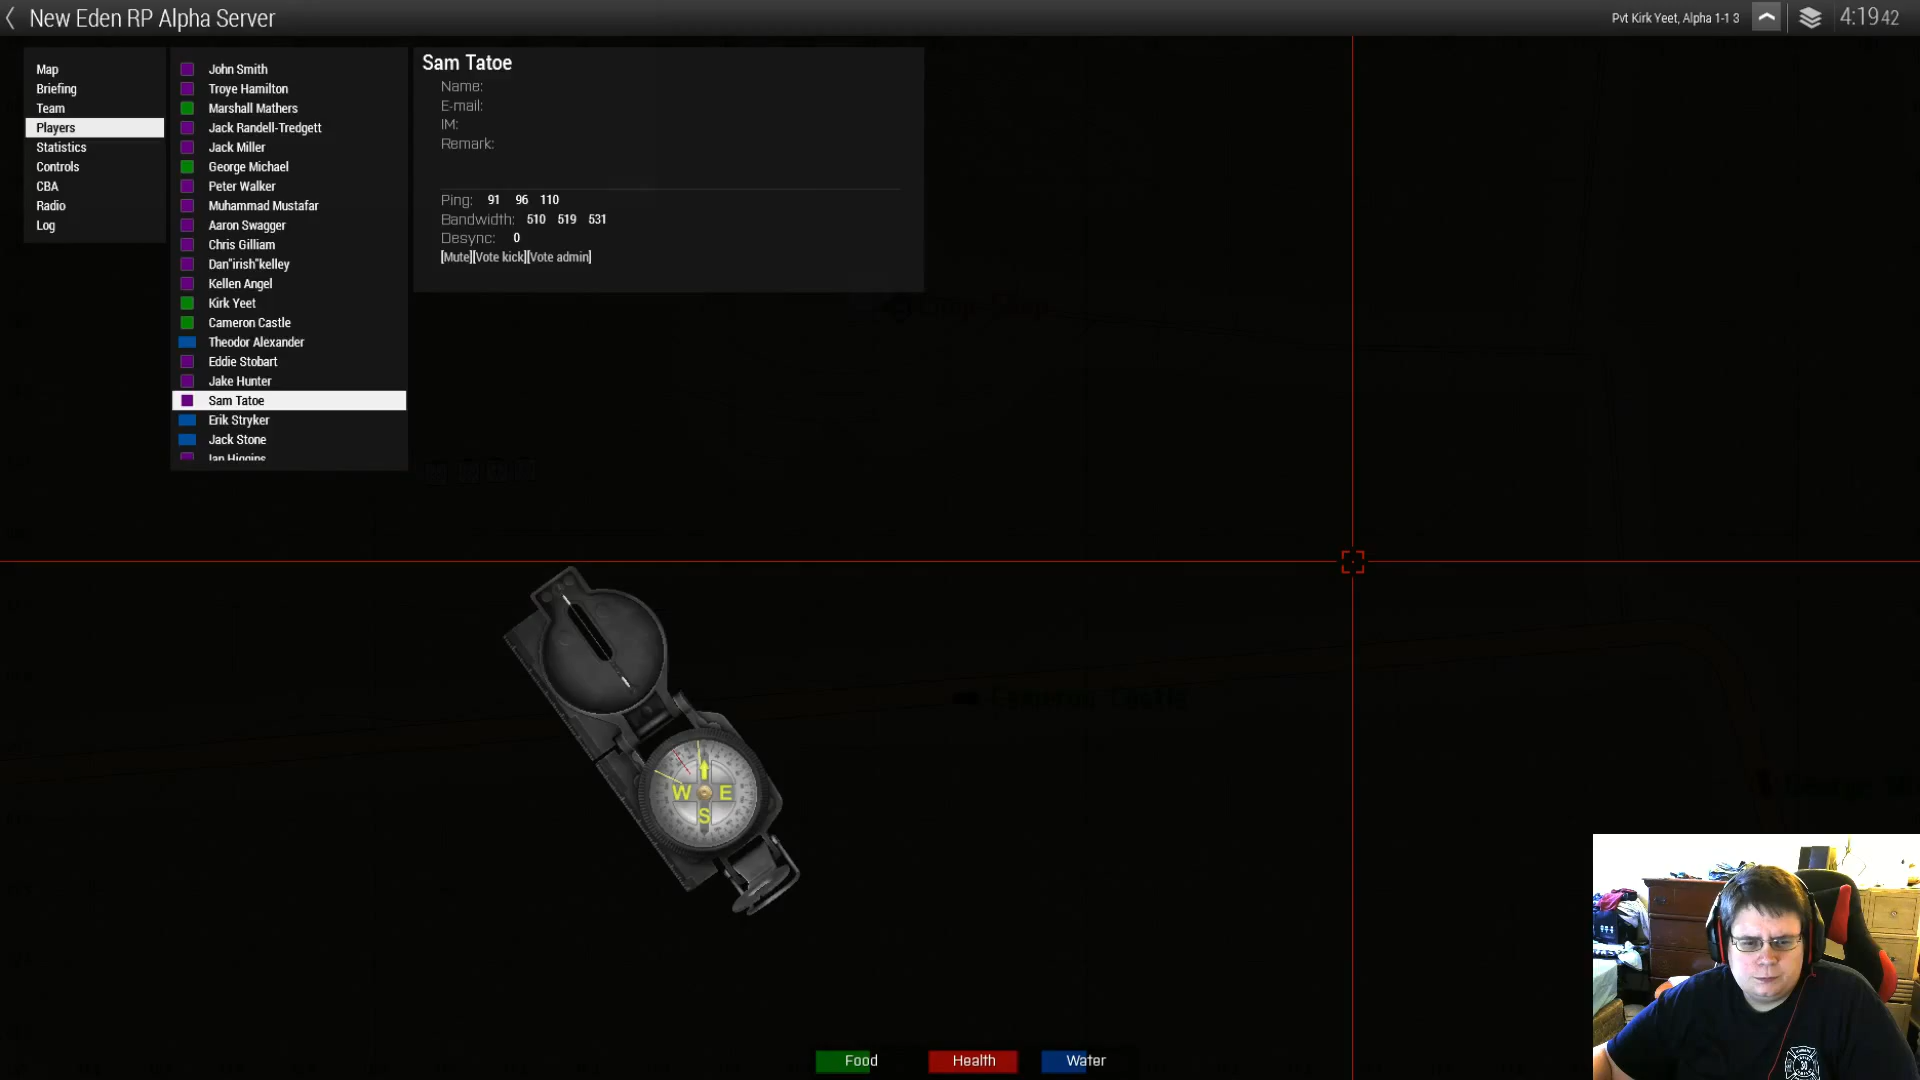 New Eden RP Alpha Server
Pvt Kirk Yeet, Alpha 1-1 3
4:19 42
Map
Briefing
Team
Players
Statistics
Controls
CBA
Radio
Log
John Smith
Troye Hamilton
Marshall Mathers
Jack Randell-Tredgett
Jack Miller
George Michael
Peter Walker
Muhammad Mustafar
Aaron Swagger
Chris Gilliam
Dan"irish"kelley
Kellen Angel
Kirk Yeet
Cameron Castle
Theodor Alexander
Eddie Stobart
Jake Hunter
Sam Tatoe
Erik Stryker
Jack Stone
Ian Higgins
Sam Tatoe
Name:
E-mail:
IM:
Remark:
Ping: 91 96 110
Bandwidth: 510 519 531
Desync: 0
[Mute][Vote kick][Vote admin]
Cameron Castle
W E
S
Food
Health
Water